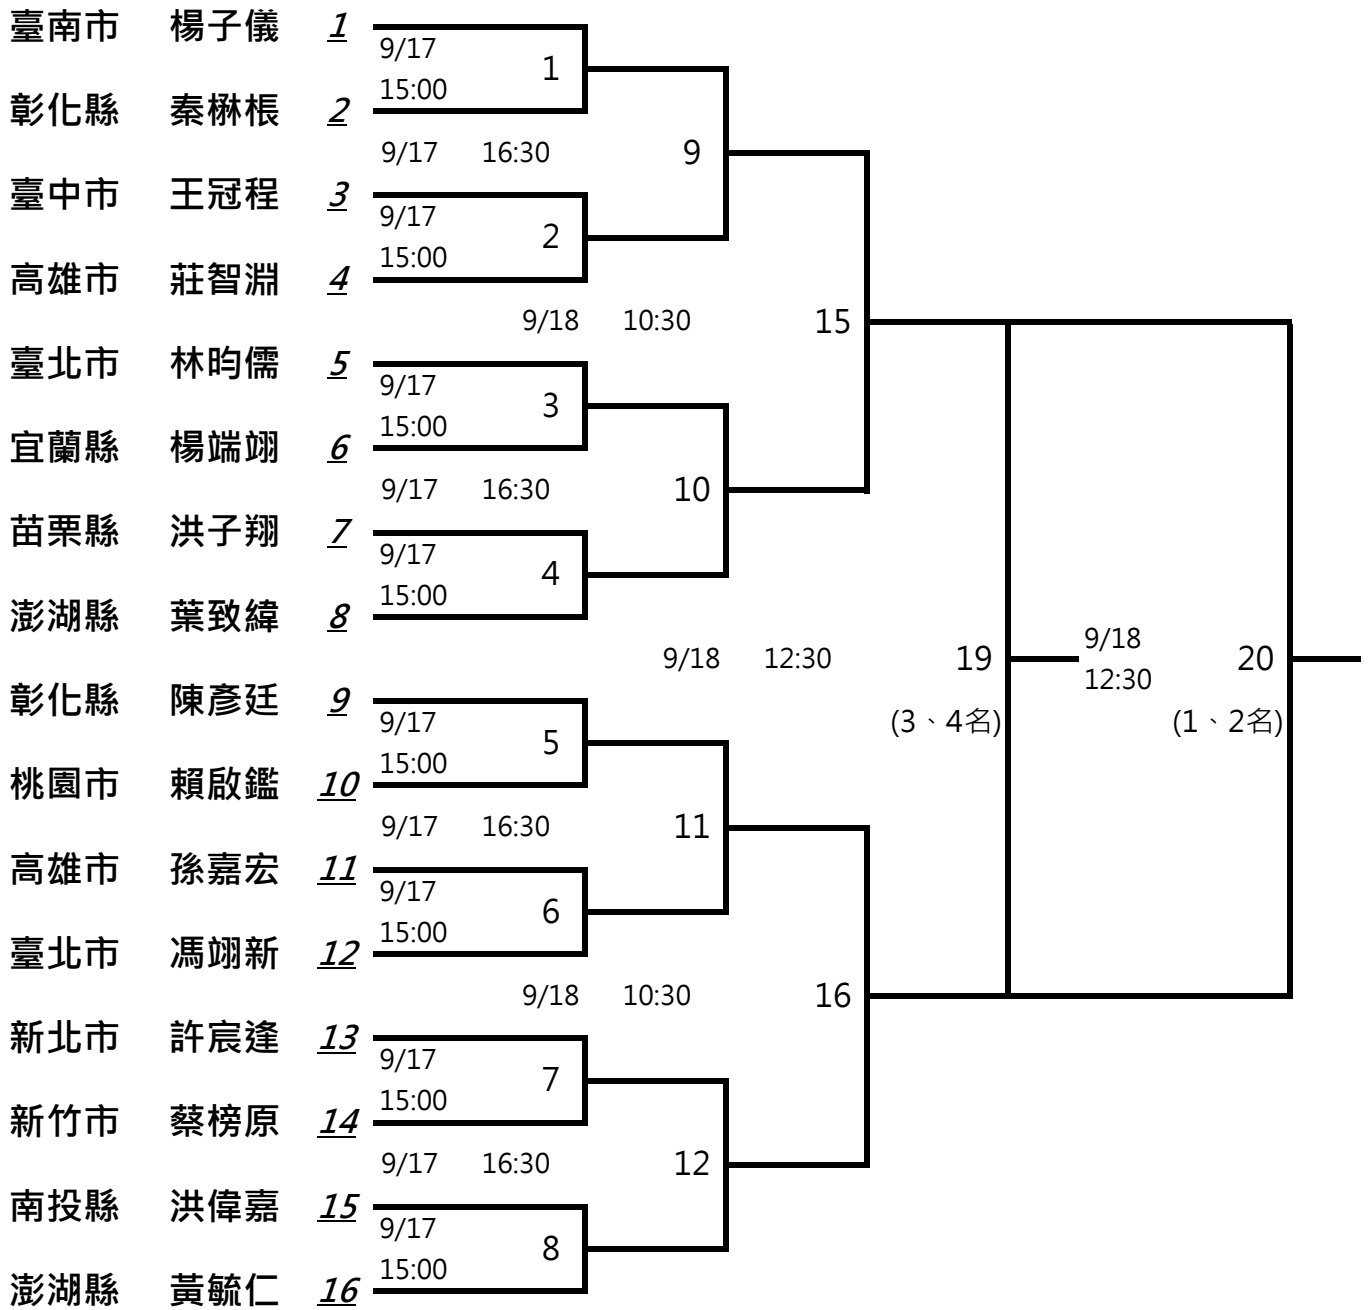 臺南市 楊子儀 1
9/17
15:00 1
彰化縣 秦楙棖 2
9/17 16:30 9
臺中市 王冠程 3
9/17
15:00 2
高雄市 莊智淵 4
9/18 10:30 15
臺北市 林昀儒 5
9/17
15:00 3
宜蘭縣 楊端翊 6
9/17 16:30 10
苗栗縣 洪子翔 7
9/17
15:00 4
澎湖縣 葉致緯 8
9/18 12:30 19
(3、4名)
9/18
12:30 20
(1、2名)
彰化縣 陳彥廷 9
9/17
15:00 5
桃園市 賴啟鑑 10
9/17 16:30 11
高雄市 孫嘉宏 11
9/17
15:00 6
臺北市 馮翊新 12
9/18 10:30 16
新北市 許宸逢 13
9/17
15:00 7
新竹市 蔡榜原 14
9/17 16:30 12
南投縣 洪偉嘉 15
9/17
15:00 8
澎湖縣 黃毓仁 16